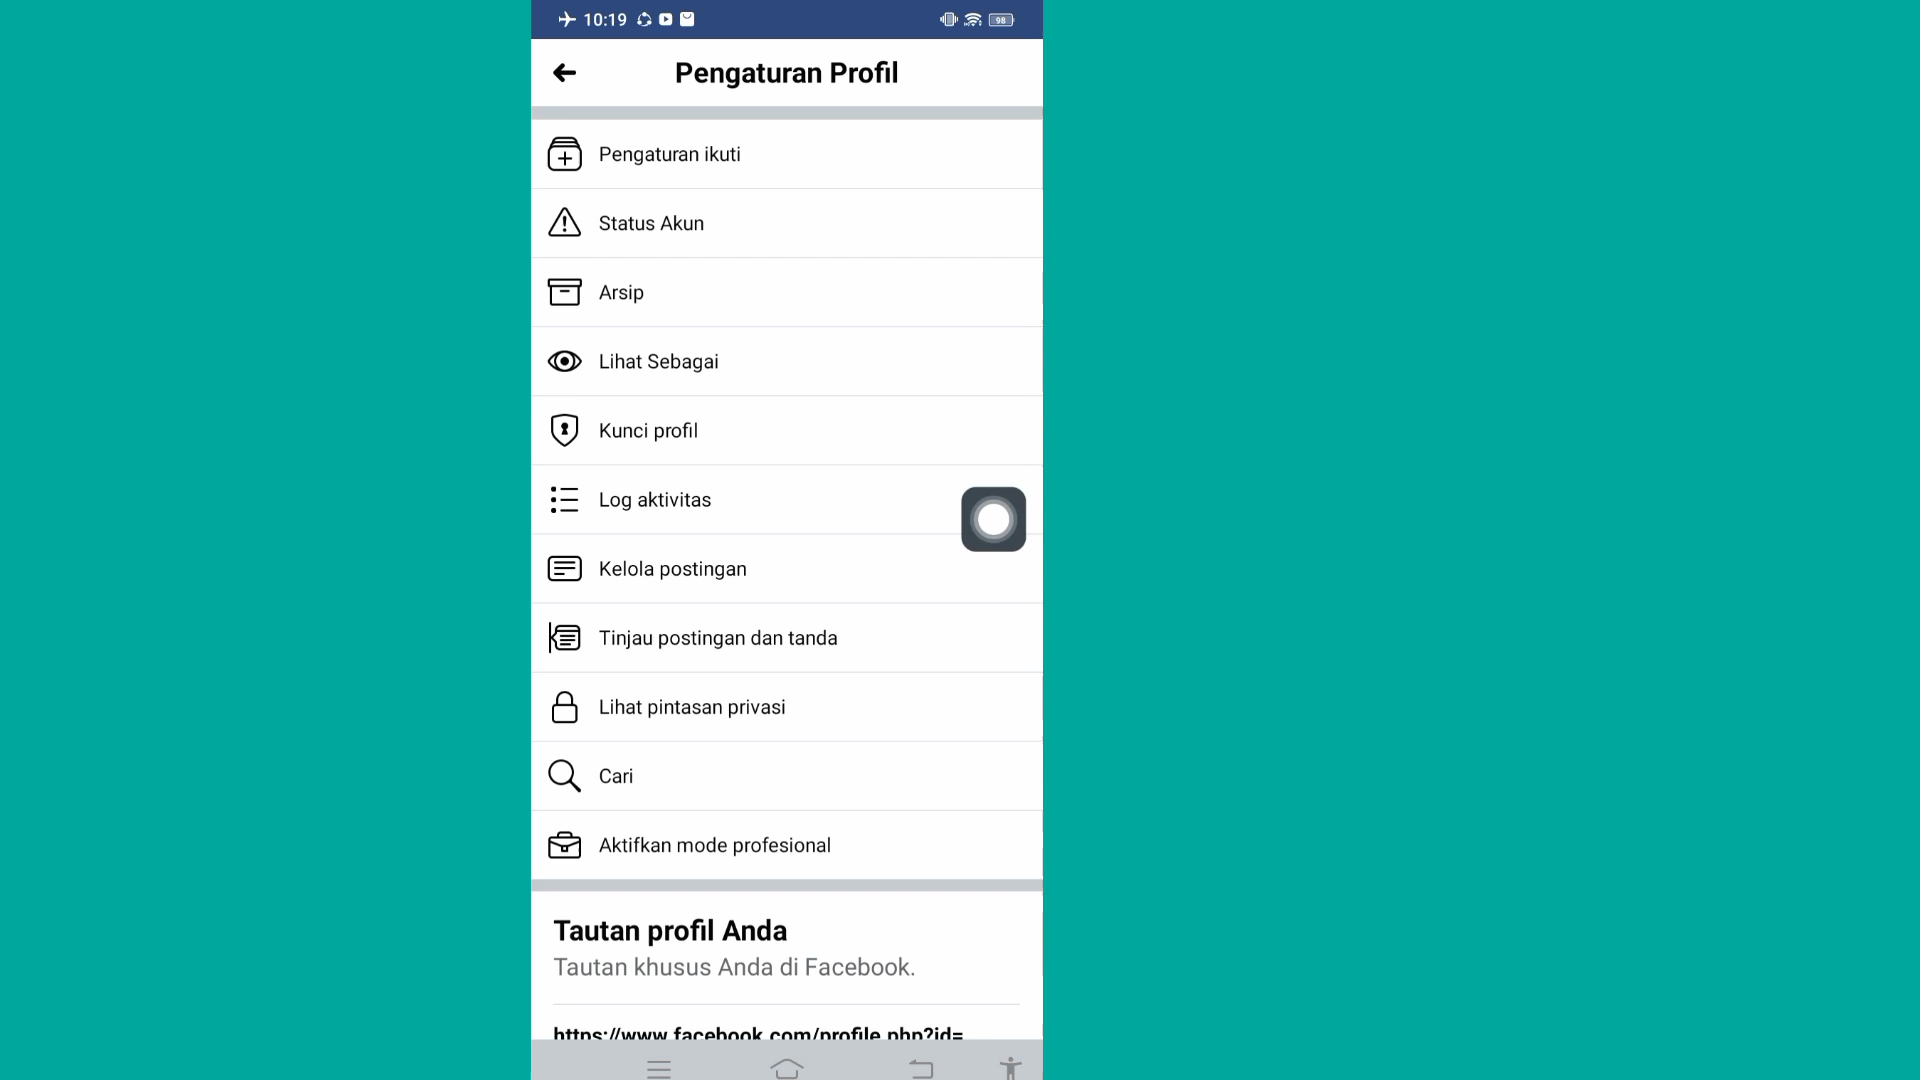 10:19
98
Pengaturan Profil
Pengaturan ikuti
Status Akun
Arsip
Lihat Sebagai
Kunci profil
Log aktivitas
Kelola postingan
Tinjau postingan dan tanda
Lihat pintasan privasi
Cari
Aktifkan mode profesional
Tautan profil Anda
Tautan khusus Anda di Facebook.
https://www.facebook.com/profile.php?id=